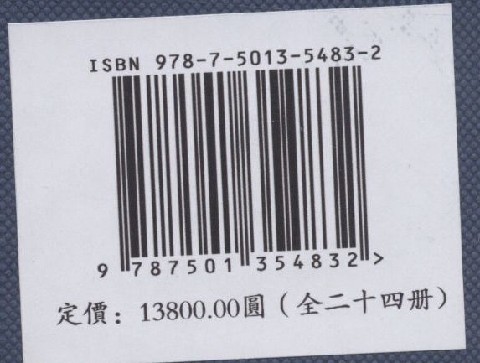 ISBN 978-7-5013-5483-2
9 787501 354832 >
定價：13800.00圓（全二十四册）